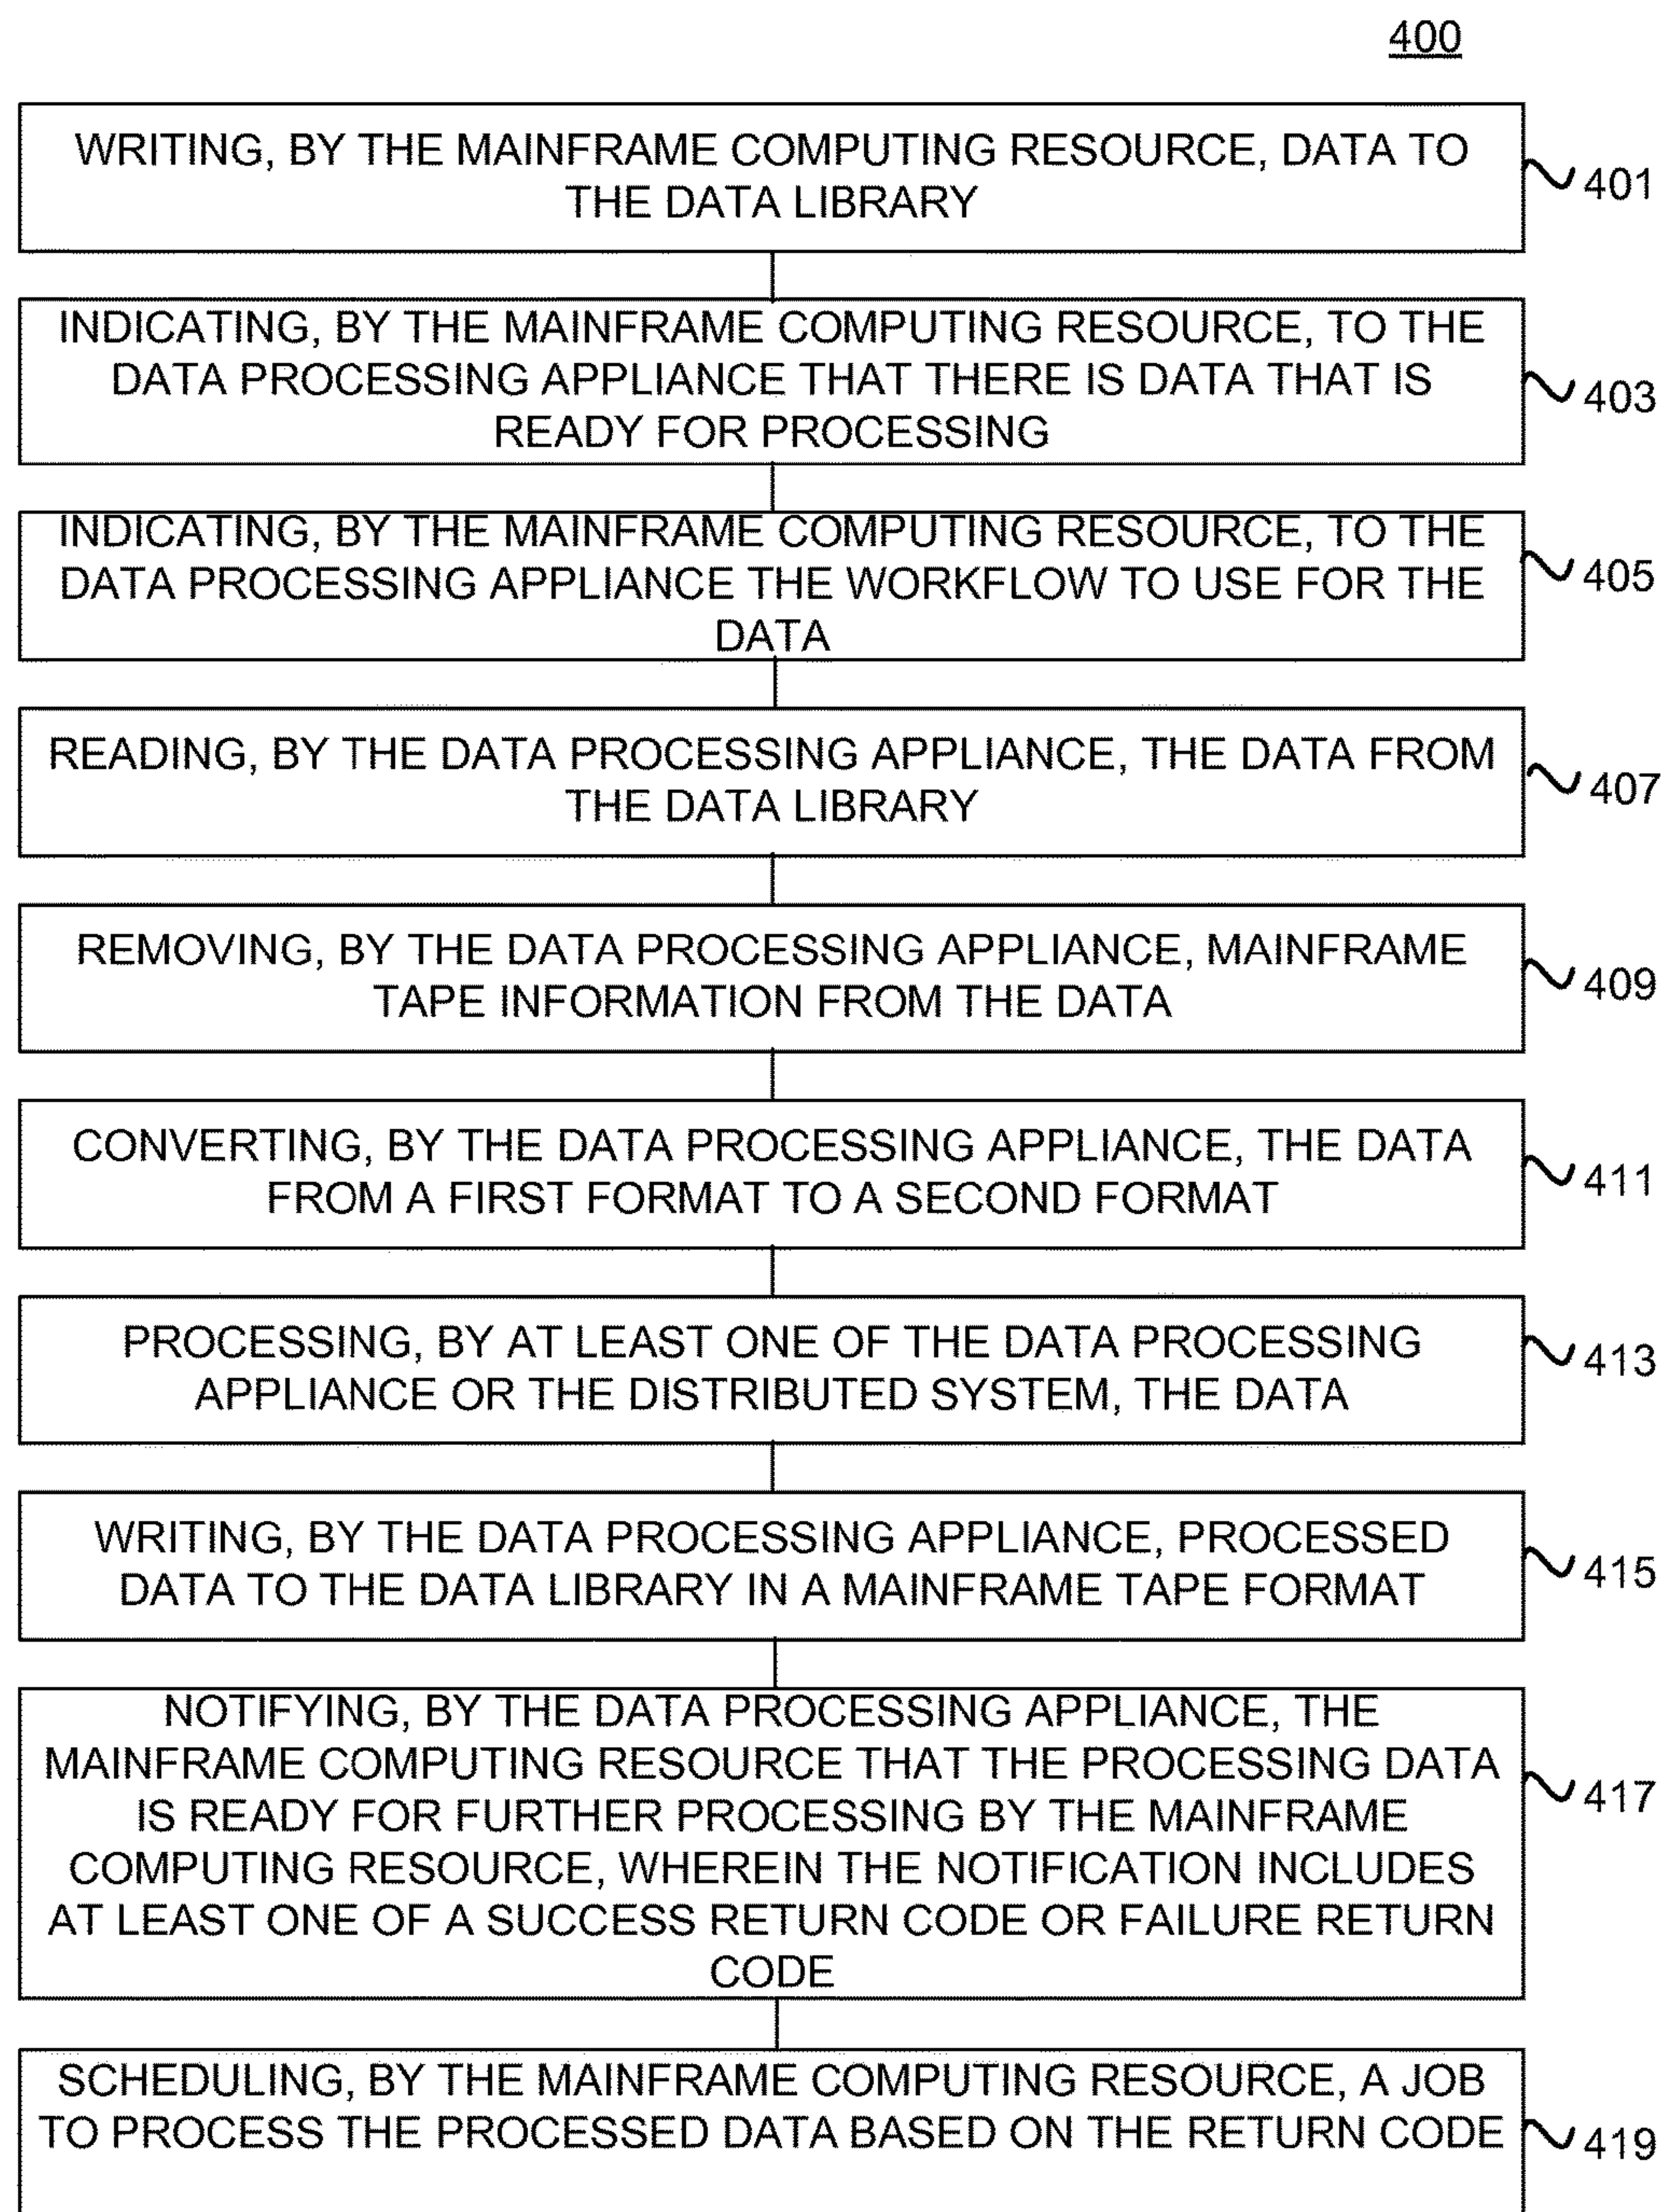 400
WRITING, BY THE MAINFRAME COMPUTING RESOURCE, DATA TO
THE DATA LIBRARY
401
INDICATING, BY THE MAINFRAME COMPUTING RESOURCE, TO THE
DATA PROCESSING APPLIANCE THAT THERE IS DATA THAT IS
READY FOR PROCESSING
403
INDICATING, BY THE MAINFRAME COMPUTING RESOURCE, TO THE
DATA PROCESSING APPLIANCE THE WORKFLOW TO USE FOR THE
DATA
405
READING, BY THE DATA PROCESSING APPLIANCE, THE DATA FROM
THE DATA LIBRARY
407
REMOVING, BY THE DATA PROCESSING APPLIANCE, MAINFRAME
TAPE INFORMATION FROM THE DATA
409
CONVERTING, BY THE DATA PROCESSING APPLIANCE, THE DATA
FROM A FIRST FORMAT TO A SECOND FORMAT
411
PROCESSING, BY AT LEAST ONE OF THE DATA PROCESSING
APPLIANCE OR THE DISTRIBUTED SYSTEM, THE DATA
413
WRITING, BY THE DATA PROCESSING APPLIANCE, PROCESSED
DATA TO THE DATA LIBRARY IN A MAINFRAME TAPE FORMAT
415
NOTIFYING, BY THE DATA PROCESSING APPLIANCE, THE
MAINFRAME COMPUTING RESOURCE THAT THE PROCESSING DATA
IS READY FOR FURTHER PROCESSING BY THE MAINFRAME
COMPUTING RESOURCE, WHEREIN THE NOTIFICATION INCLUDES
AT LEAST ONE OF A SUCCESS RETURN CODE OR FAILURE RETURN
CODE
417
SCHEDULING, BY THE MAINFRAME COMPUTING RESOURCE, A JOB
TO PROCESS THE PROCESSED DATA BASED ON THE RETURN CODE
419